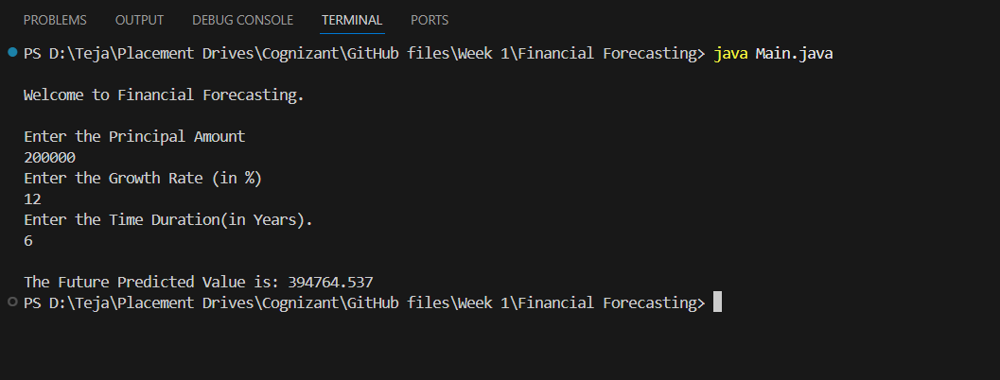 PROBLEMS OUTPUT DEBUG CONSOLE TERMINAL PORTS
PS D:\Teja\Placement Drives\Cognizant\GitHub files\Week 1\Financial Forecasting> java Main.java
Welcome to Financial Forecasting.
Enter the Principal Amount
200000
Enter the Growth Rate (in %)
12
Enter the Time Duration(in Years).
6
The Future Predicted Value is: 394764.537
PS D:\Teja\Placement Drives\Cognizant\GitHub files\Week 1\Financial Forecasting>